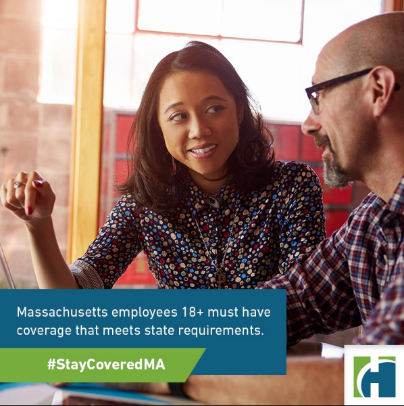 Massachusetts employees 18+ must have
coverage that meets state requirements.
#StayCoveredMA